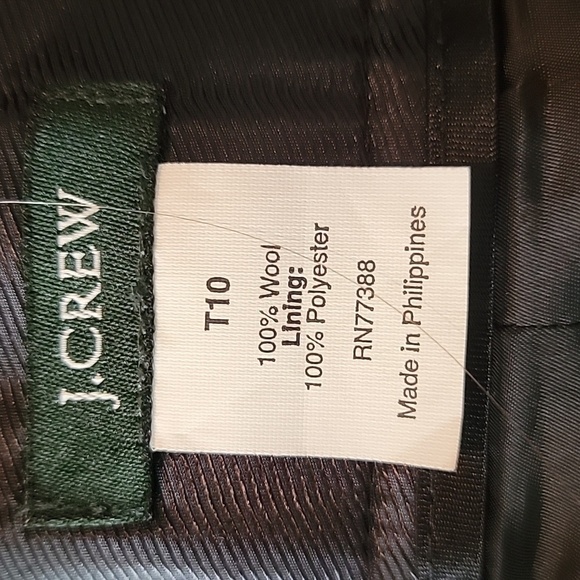 J.CREW
T10
100% Wool
Lining:
100% Polyester
RN77388
Made in Philippines